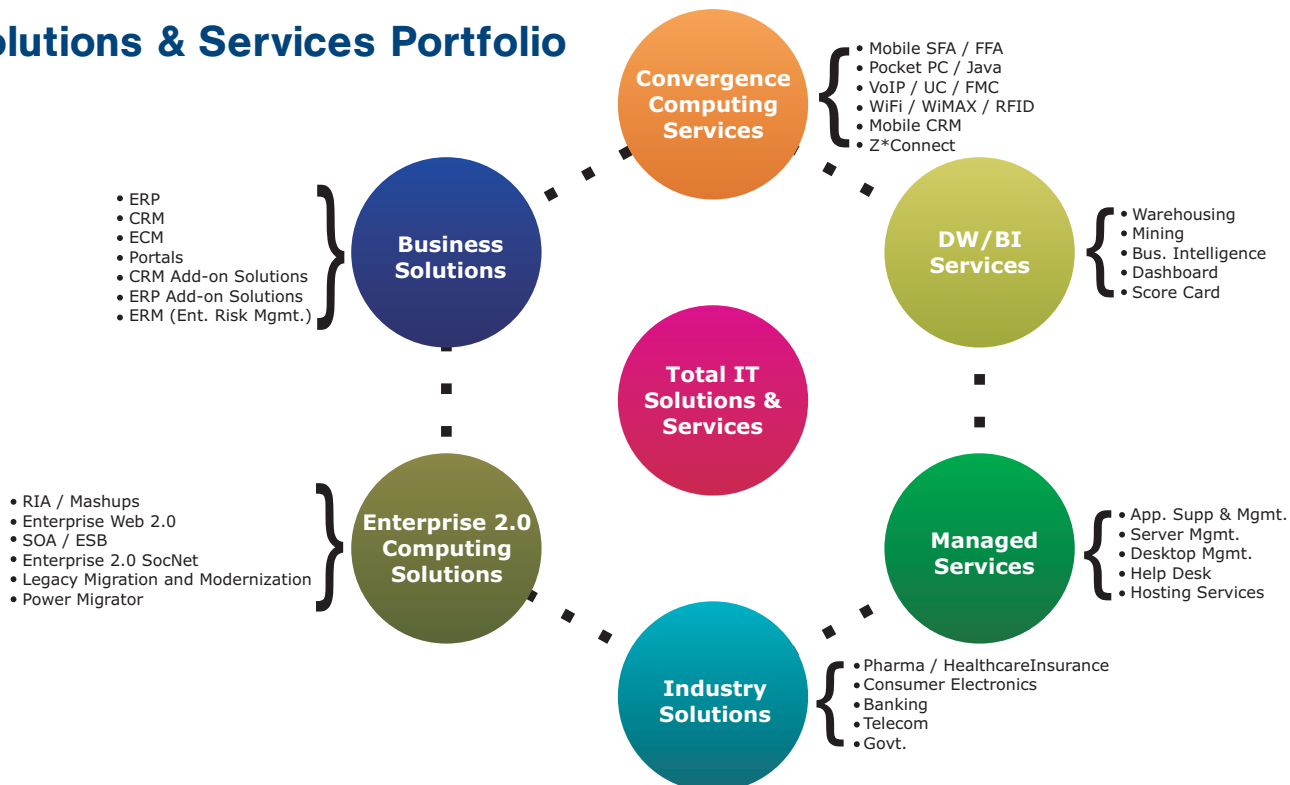 olutions & Services Portfolio
Convergence
Computing
Services
• Mobile SFA / FFA
• Pocket PC / Java
• VoIP / UC / FMC
• WiFi / WiMAX / RFID
• Mobile CRM
• Z*Connect
• ERP
• CRM
• ECM
• Portals
• CRM Add-on Solutions
• ERP Add-on Solutions
• ERM (Ent. Risk Mgmt.)
Business
Solutions
DW/BI
Services
• Warehousing
• Mining
• Bus. Intelligence
• Dashboard
• Score Card
Total IT
Solutions &
Services
• RIA / Mashups
• Enterprise Web 2.0
• SOA / ESB
• Enterprise 2.0 SocNet
• Legacy Migration and Modernization
• Power Migrator
Enterprise 2.0
Computing
Solutions
Managed
Services
• App. Supp & Mgmt.
• Server Mgmt.
• Desktop Mgmt.
• Help Desk
• Hosting Services
Industry
Solutions
• Pharma / HealthcareInsurance
• Consumer Electronics
• Banking
• Telecom
• Govt.